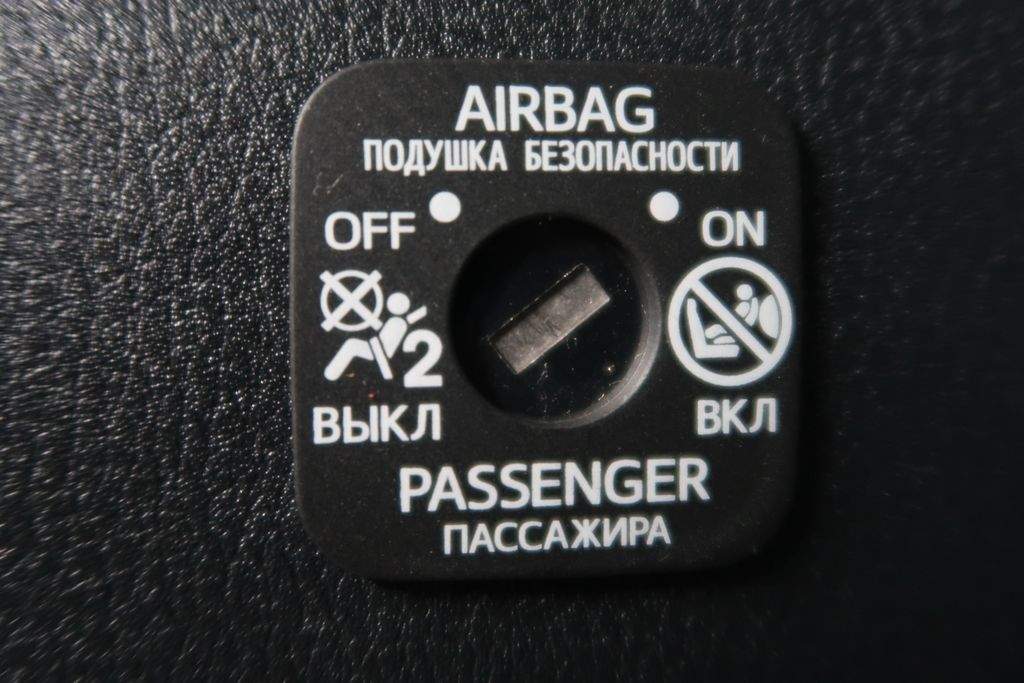 AIRBAG
ПОДУШКА БЕЗОПАСНОСТИ
OFF
ON
2
ВЫКЛ
ВКЛ
PASSENGER
ПАССАЖИРА